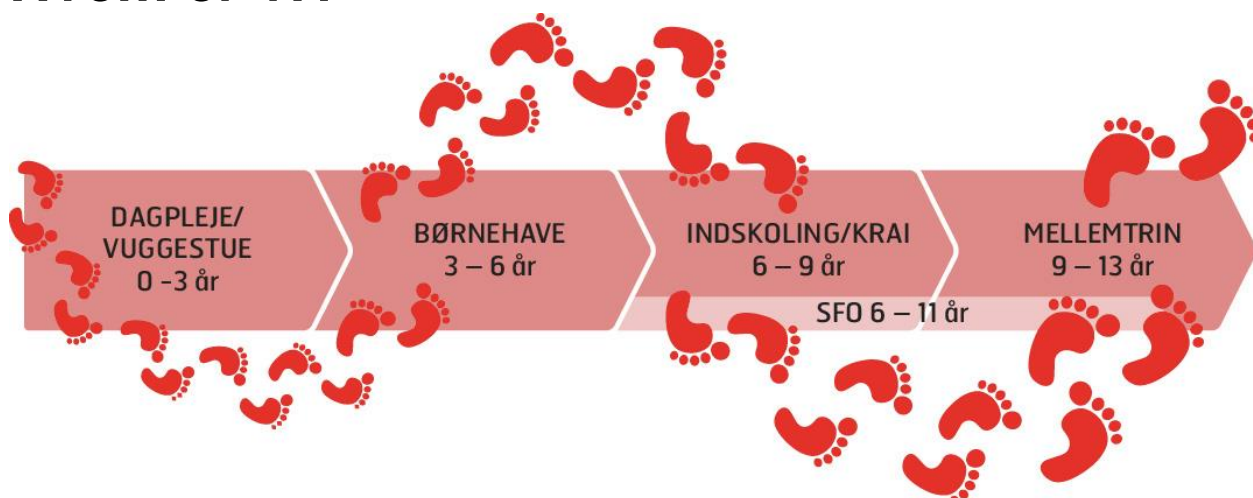 DAGPLEJE/
VUGGESTUE
0 -3 år
BØRNEHAVE
3 – 6 år
INDSKOLING/KRAI
6 – 9 år
MELLEMTRIN
9 – 13 år
SFO 6 – 11 år